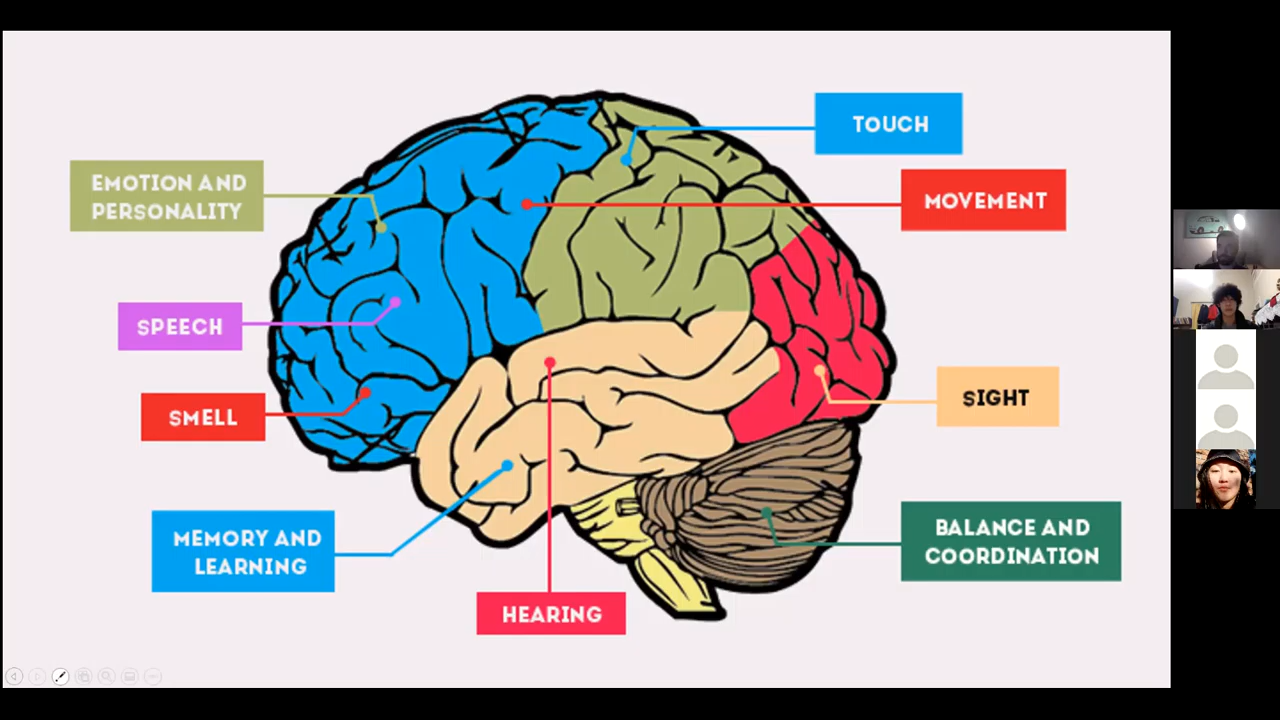 TOUCH
EMOTION AND
PERSONALITY
MOVEMENT
SPEECH
SMELL
SIGHT
MEMORY AND
LEARNING
BALANCE AND
COORDINATION
HEARING